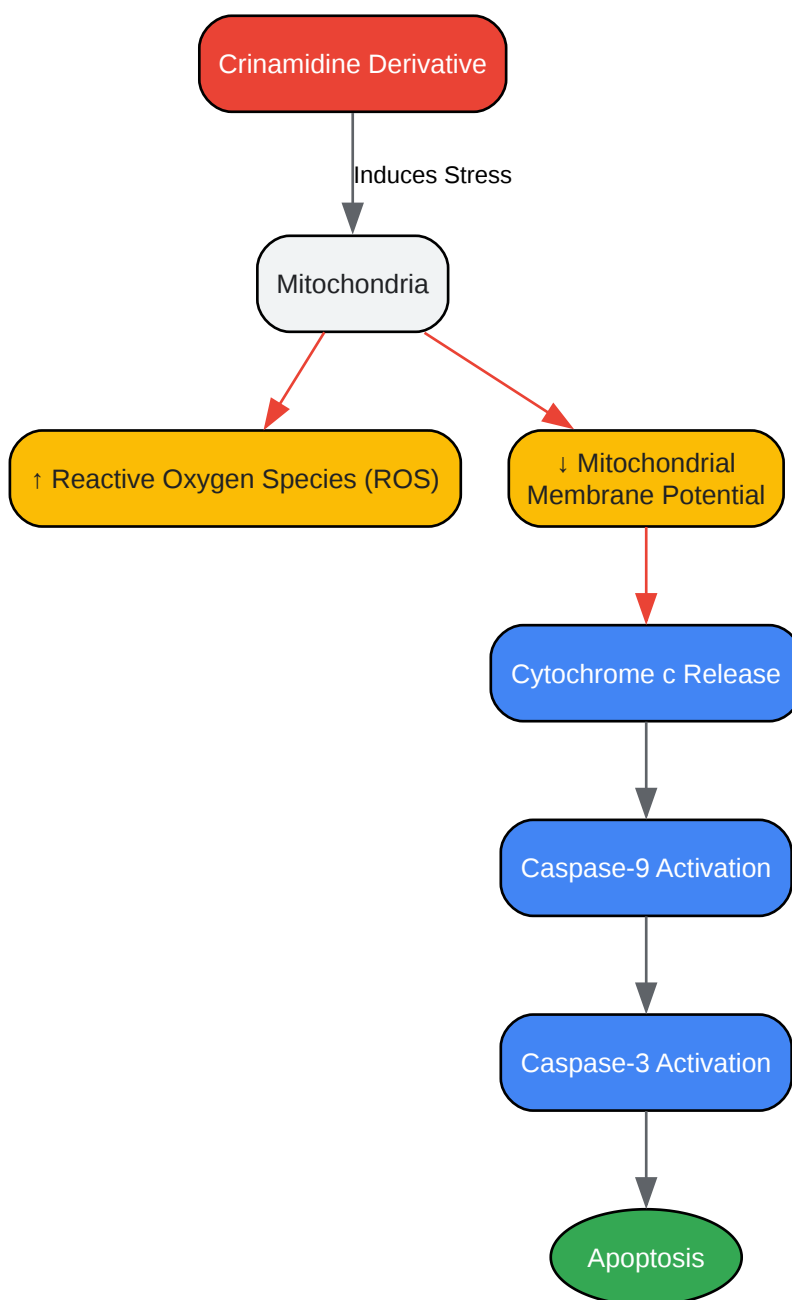 Crinamidine Derivative
Induces Stress
Mitochondria
↑ Reactive Oxygen Species (ROS)
↓ Mitochondrial
Membrane Potential
Cytochrome c Release
Caspase-9 Activation
Caspase-3 Activation
Apoptosis